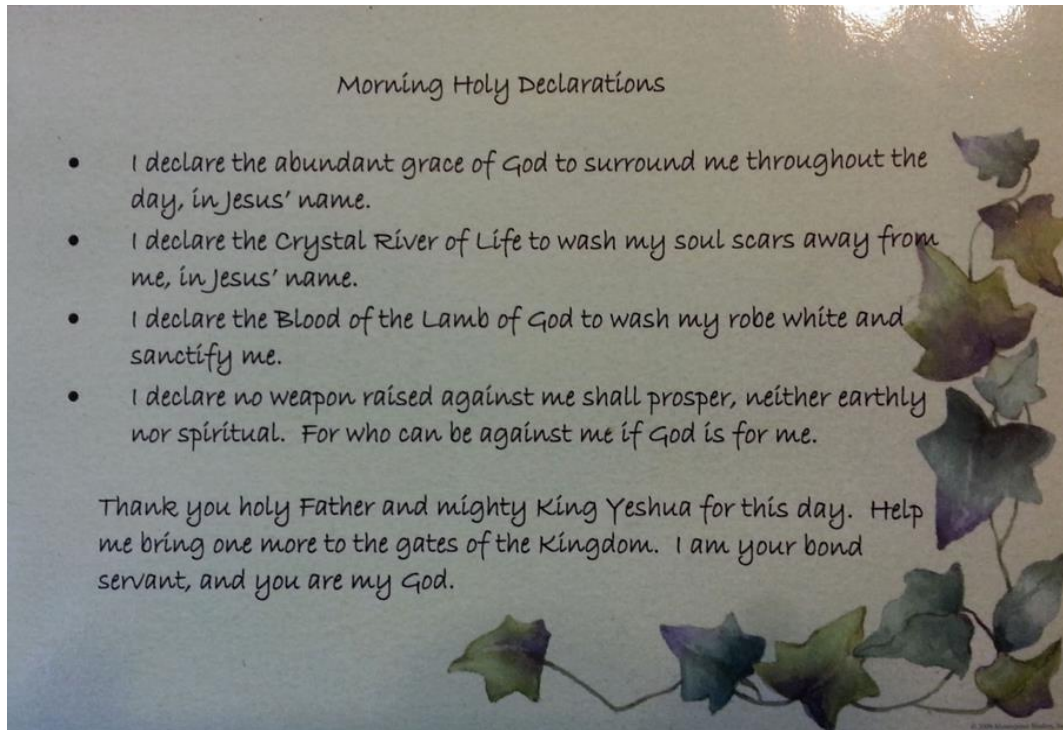 Morning Holy Declarations
• I declare the abundant grace of God to surround me throughout the
day, in Jesus' name.
• I declare the Crystal River of Life to wash my soul scars away from
me, in Jesus' name.
• I declare the Blood of the Lamb of God to wash my robe white and
sanctify me.
• I declare no weapon raised against me shall prosper, neither earthly
nor spiritual.  For who can be against me if God is for me.
Thank you holy Father and mighty King Yeshua for this day.  Help
me bring one more to the gates of the Kingdom.  I am your bond
servant, and you are my God.